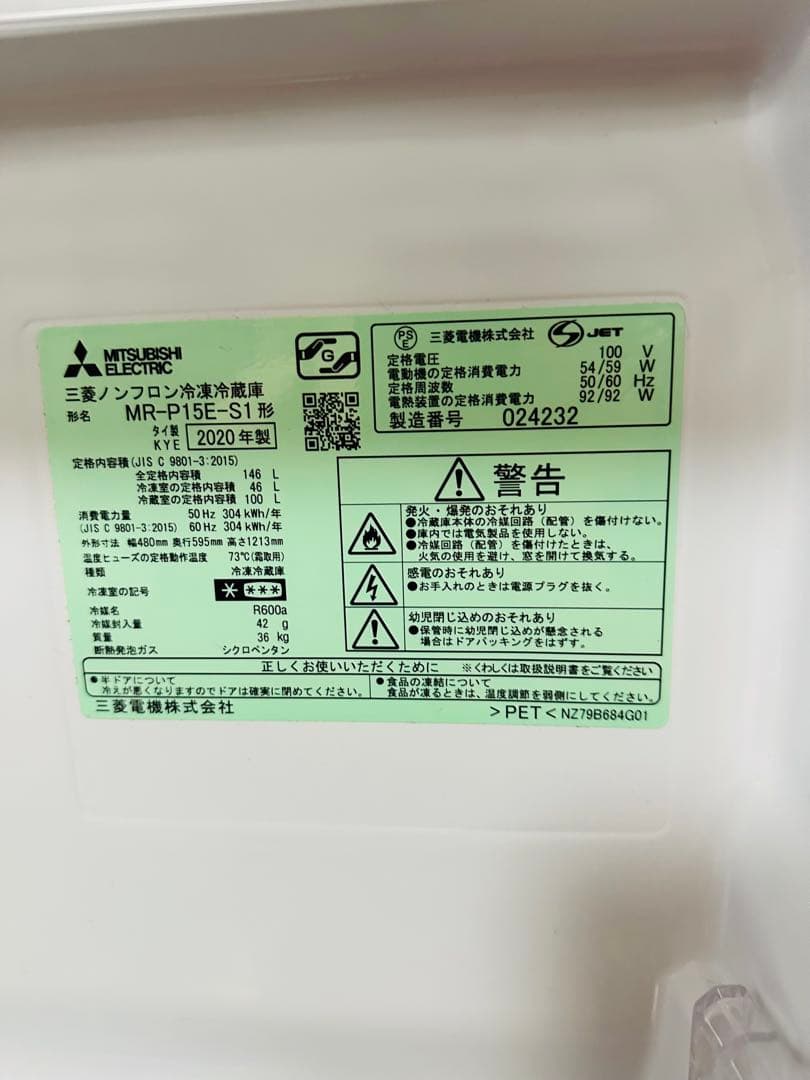 MITSUBISHI
ELECTRIC
三菱ノンフロン冷凍冷蔵庫
形名 MR-P15E-S1形
タイ製
KYE 2020年製
定格内容積(JIS C 9801-3:2015)
全定格内容積 146 L
冷凍室の定格内容積 46 L
冷蔵室の定格内容積 100 L
消費電力量 50 Hz 304 kWh/年
(JIS C 9801-3:2015) 60 Hz 304 kWh/年
外形寸法 幅480mm 奥行595mm 高さ1213mm
温度ヒューズの定格動作温度 73℃(霜取用)
種類 冷凍冷蔵庫
冷凍室の記号 * ***
冷媒名 R600a
冷媒封入量 42 g
質量 36 kg
断熱発泡ガス シクロペンタン
G
PS
E 三菱電機株式会社 S JET
定格電圧 100 V
電動機の定格消費電力 54/59 W
定格周波数 50/60 Hz
電熱装置の定格消費電力 92/92 W
製造番号 024232
警告
発火・爆発のおそれあり
●冷蔵庫本体の冷媒回路(配管)を傷付けない。
●庫内では電気製品を使用しない。
●冷媒回路(配管)を傷付けたときは、
火気の使用を避け、窓を開けて換気する。
感電のおそれあり
●お手入れのときは電源プラグを抜く。
幼児閉じ込めのおそれあり
●保管時に幼児閉じ込めが懸念される
場合はドアパッキングをはずす。
正しくお使いいただくために ※くわしくは取扱説明書をご覧ください
●半ドアについて
冷えが悪くなりますのでドアは確実に閉めてください。
●食品の凍結について
食品が凍るときは、温度調節を弱側にしてください。
三菱電機株式会社
>PET< NZ79B684G01